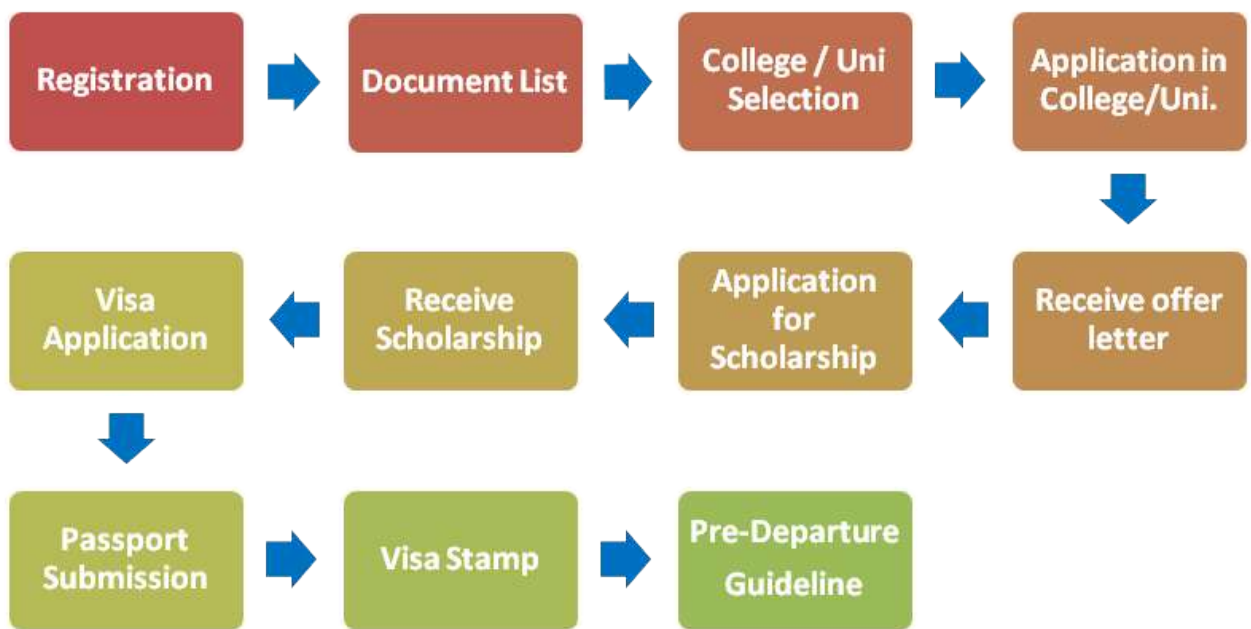 Registration
Document List
College / Uni
Selection
Application in
College/Uni.
Receive offer
letter
Application
for
Scholarship
Receive
Scholarship
Visa
Application
Passport
Submission
Visa Stamp
Pre-Departure
Guideline